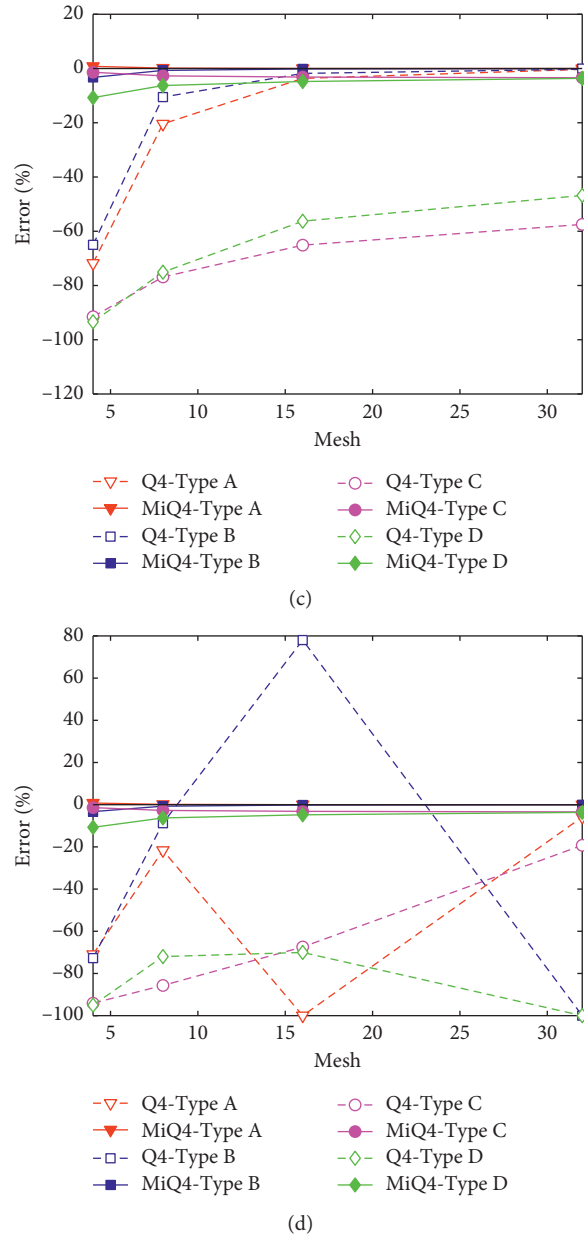 20
0
−20
−40
−60
−80
−100
−120
Error (%)
5 10 15 20 25 30
Mesh
Q4-Type A
MiQ4-Type A
Q4-Type B
MiQ4-Type B
Q4-Type C
MiQ4-Type C
Q4-Type D
MiQ4-Type D
(c)
80
60
40
20
0
−20
−40
−60
−80
−100
Error (%)
5 10 15 20 25 30
Mesh
Q4-Type A
MiQ4-Type A
Q4-Type B
MiQ4-Type B
Q4-Type C
MiQ4-Type C
Q4-Type D
MiQ4-Type D
(d)